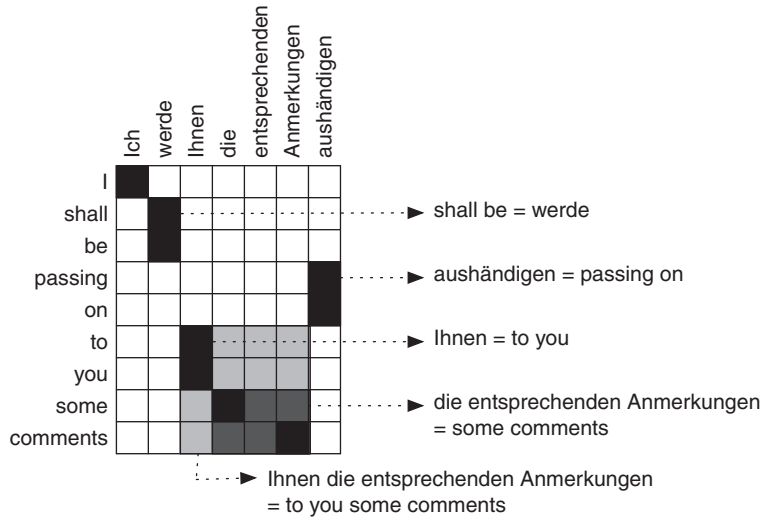 Ich
werde
Ihnen
die
entsprechenden
Anmerkungen
aushändigen
I
shall
be
passing
on
to
you
some
comments
shall be = werde
aushändigen = passing on
Ihnen = to you
die entsprechenden Anmerkungen
= some comments
Ihnen die entsprechenden Anmerkungen
= to you some comments